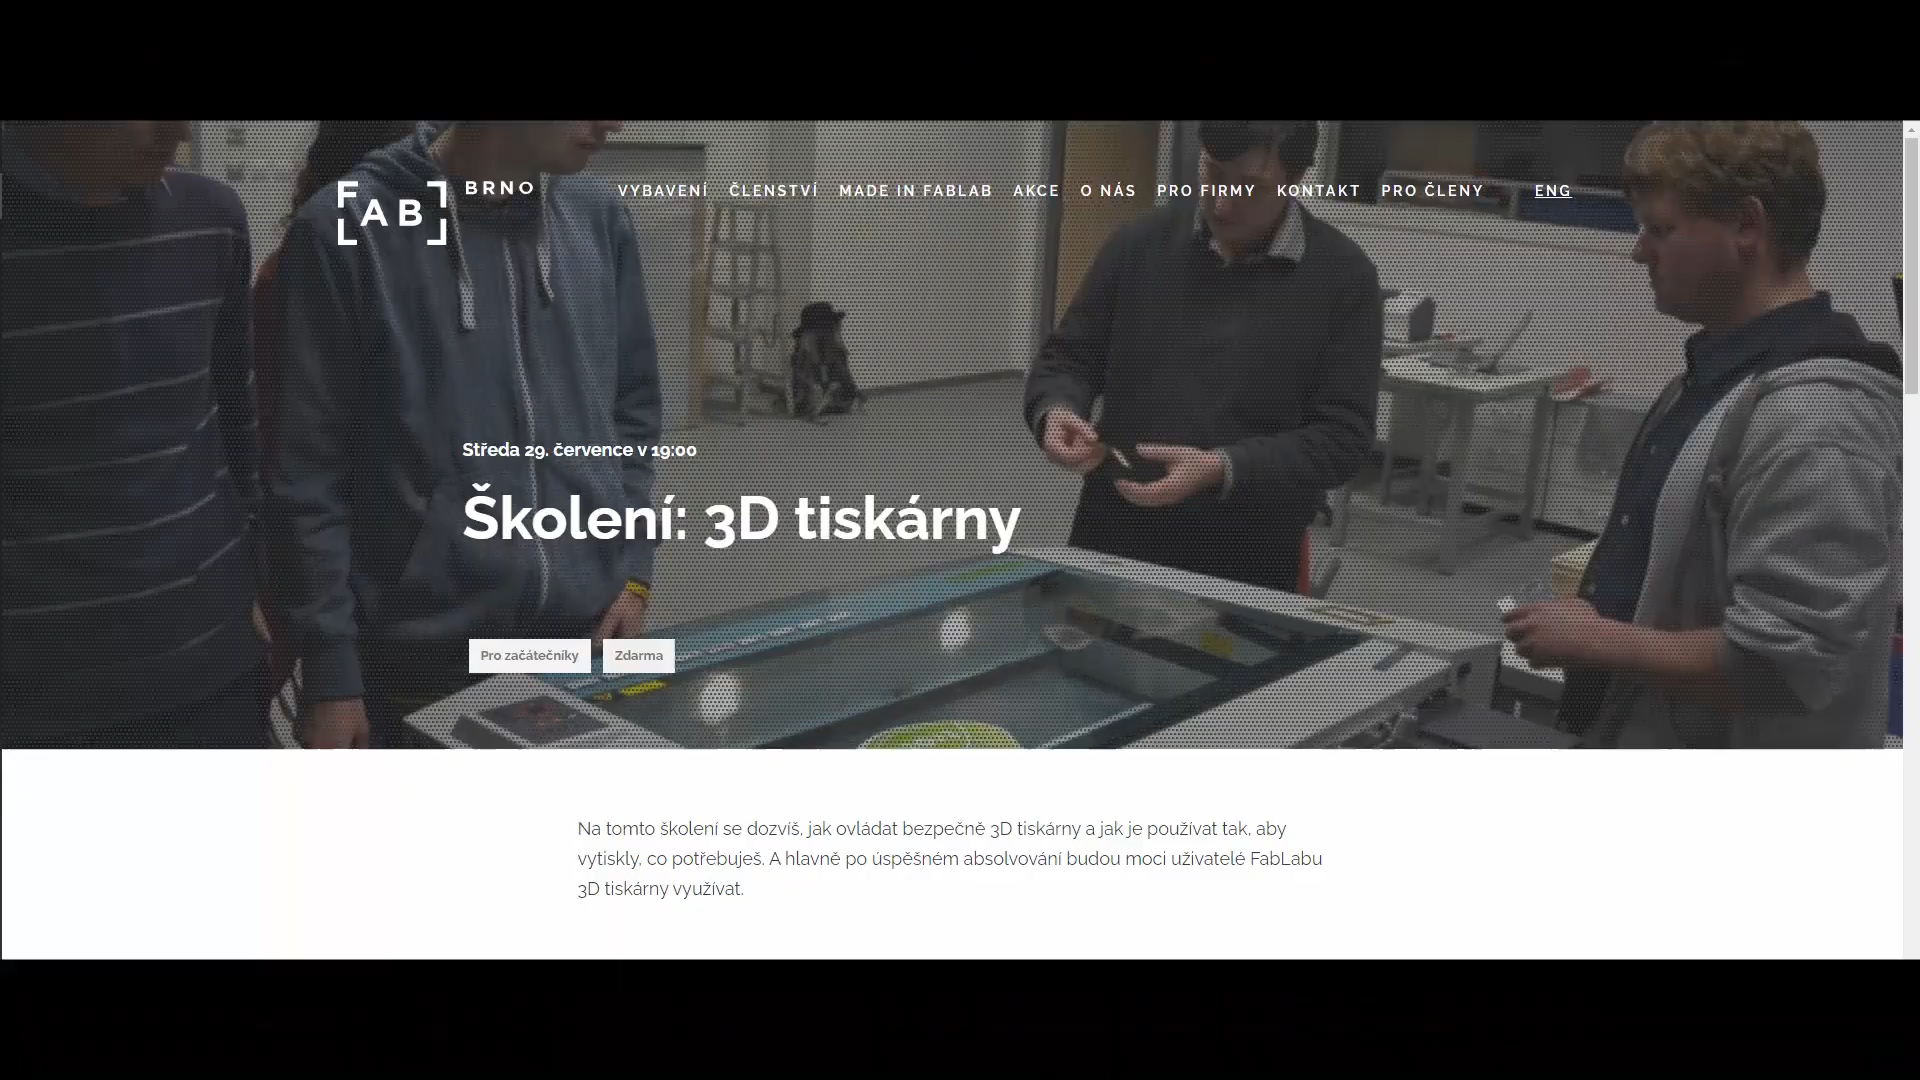 FAB BRNO
VYBAVENÍ ČLENSTVÍ MADE IN FABLAB AKCE O NÁS PRO FIRMY KONTAKT PRO ČLENY ENG
Středa 29. července v 19:00
Školení: 3D tiskárny
Pro začátečníky Zdarma
Na tomto školení se dozvíš, jak ovládat bezpečně 3D tiskárny a jak je používat tak, aby
vytiskly, co potřebuješ. A hlavně po úspěšném absolvování budou moci uživatelé FabLabu
3D tiskárny využívat.